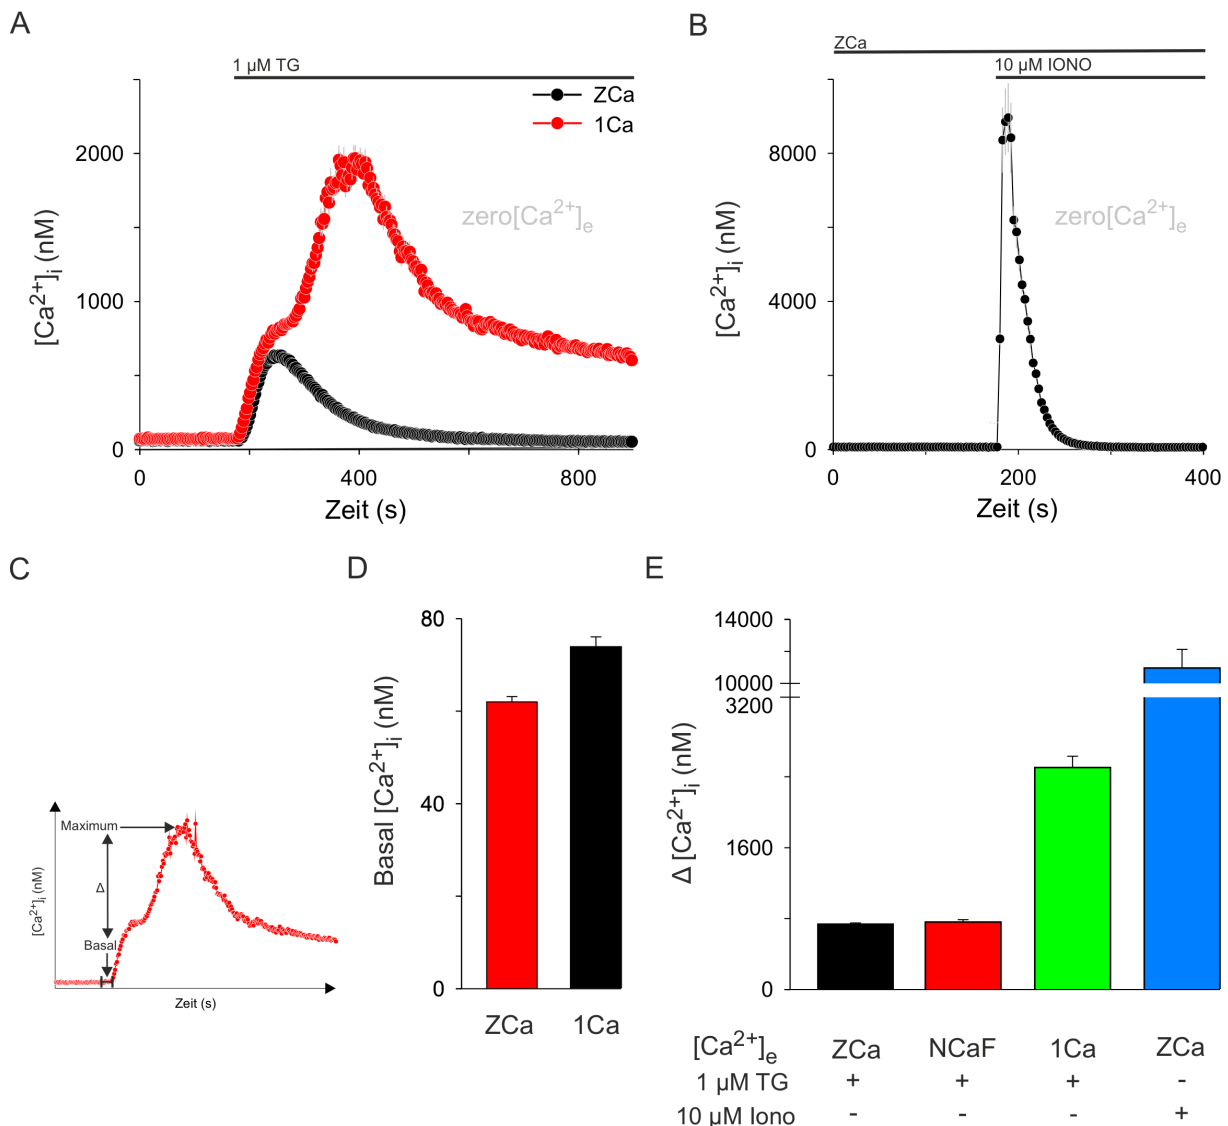 A
1 µM TG
ZCa
1Ca
zero[Ca2+]e
[Ca2+]i (nM)
2000
1000
0
0
400
800
Zeit (s)
B
ZCa
10 µM IONO
zero[Ca2+]e
[Ca2+]i (nM)
8000
4000
0
0
200
400
Zeit (s)
C
Maximum
Δ
Basal
[Ca2+]i (nM)
Zeit (s)
D
Basal [Ca2+]i (nM)
80
40
0
ZCa
1Ca
E
Δ [Ca2+]i (nM)
14000
10000
3200
1600
0
[Ca2+]e ZCa NCaF 1Ca ZCa
1 µM TG + + + -
10 µM Iono - - - +